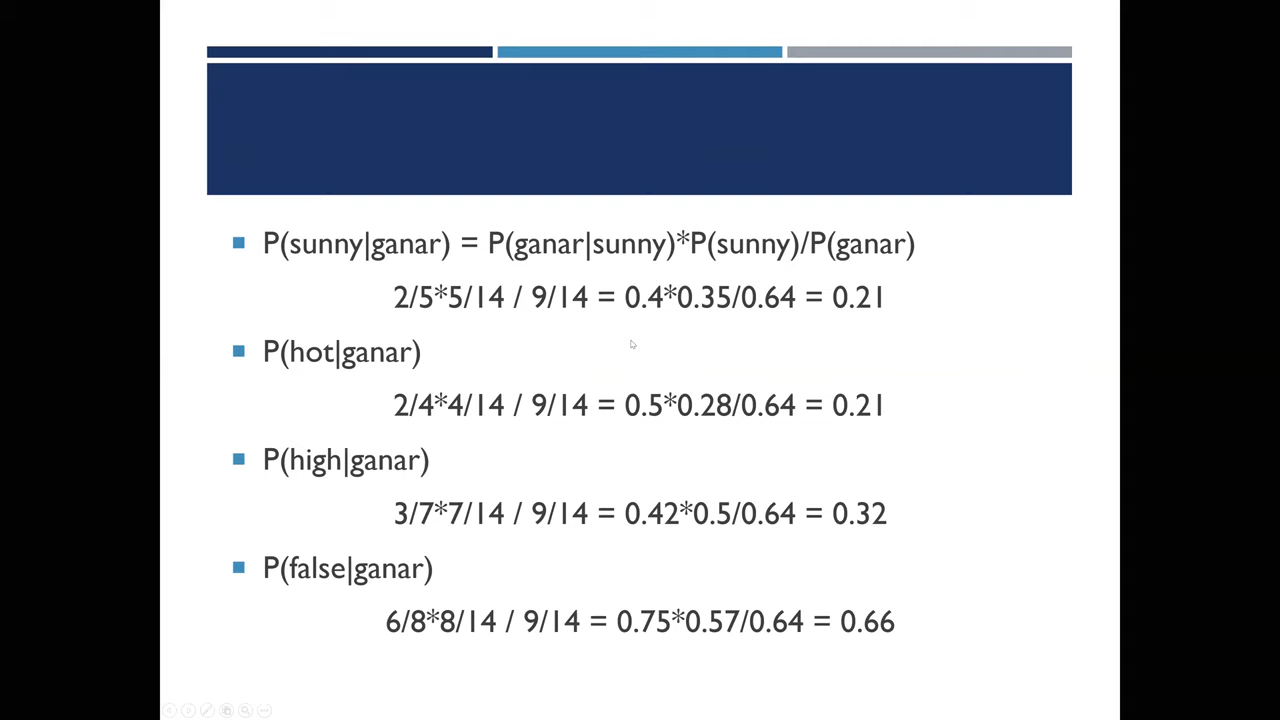 P(sunny|ganar) = P(ganar|sunny)*P(sunny)/P(ganar)
2/5*5/14 / 9/14 = 0.4*0.35/0.64 = 0.21
P(hot|ganar)
2/4*4/14 / 9/14 = 0.5*0.28/0.64 = 0.21
P(high|ganar)
3/7*7/14 / 9/14 = 0.42*0.5/0.64 = 0.32
P(false|ganar)
6/8*8/14 / 9/14 = 0.75*0.57/0.64 = 0.66